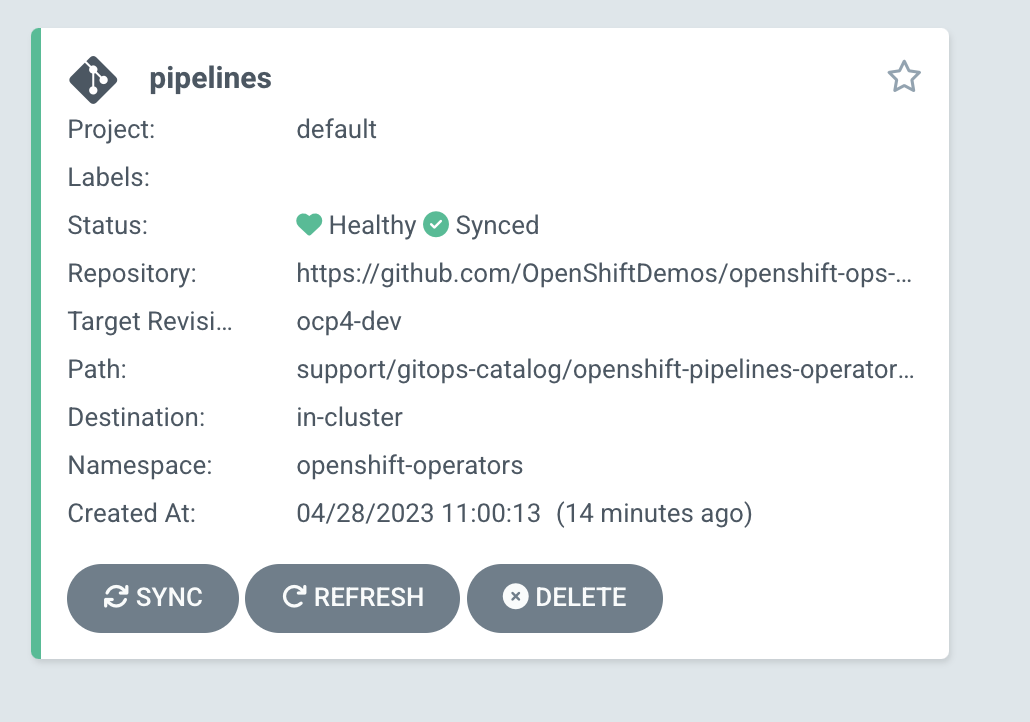 pipelines
Project: default
Labels:
Status: Healthy Synced
Repository: https://github.com/OpenShiftDemos/openshift-ops-...
Target Revisi... ocp4-dev
Path: support/gitops-catalog/openshift-pipelines-operator...
Destination: in-cluster
Namespace: openshift-operators
Created At: 04/28/2023 11:00:13 (14 minutes ago)
SYNC REFRESH DELETE